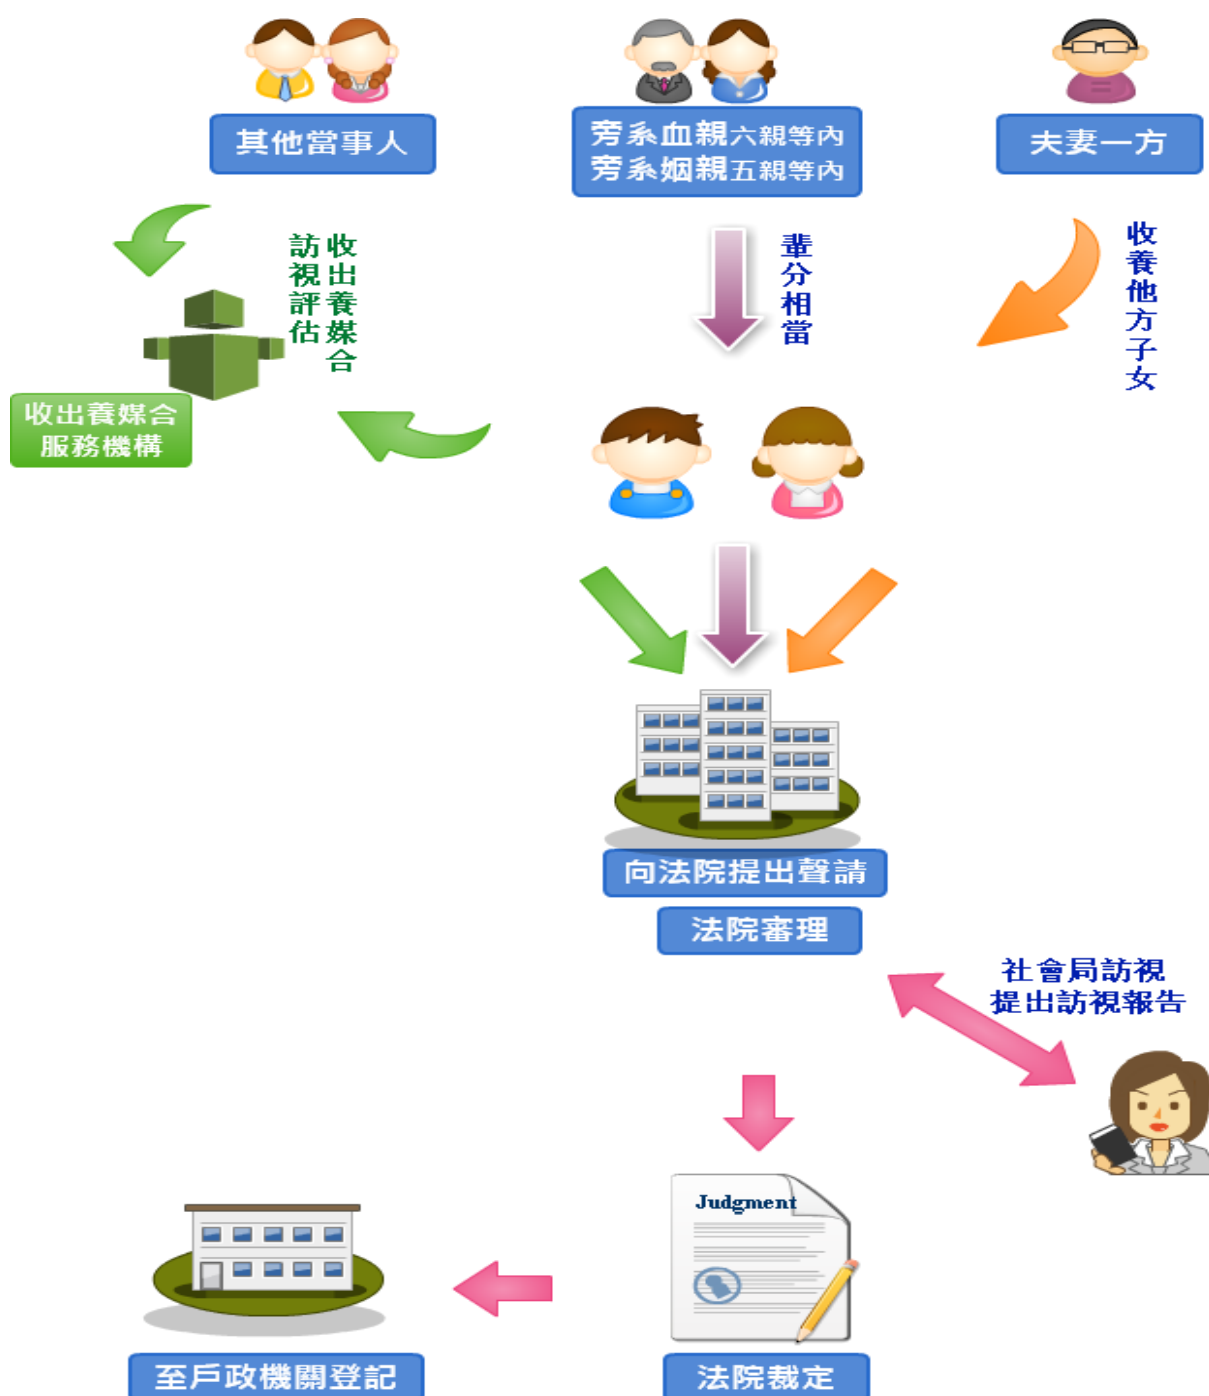 其他當事人
旁系血親六親等內
旁系姻親五親等內
夫妻一方
收出養媒合
訪視評估
輩分相當
收養他方子女
收出養媒合
服務機構
向法院提出聲請
法院審理
社會局訪視
提出訪視報告
Judgment
至戶政機關登記
法院裁定